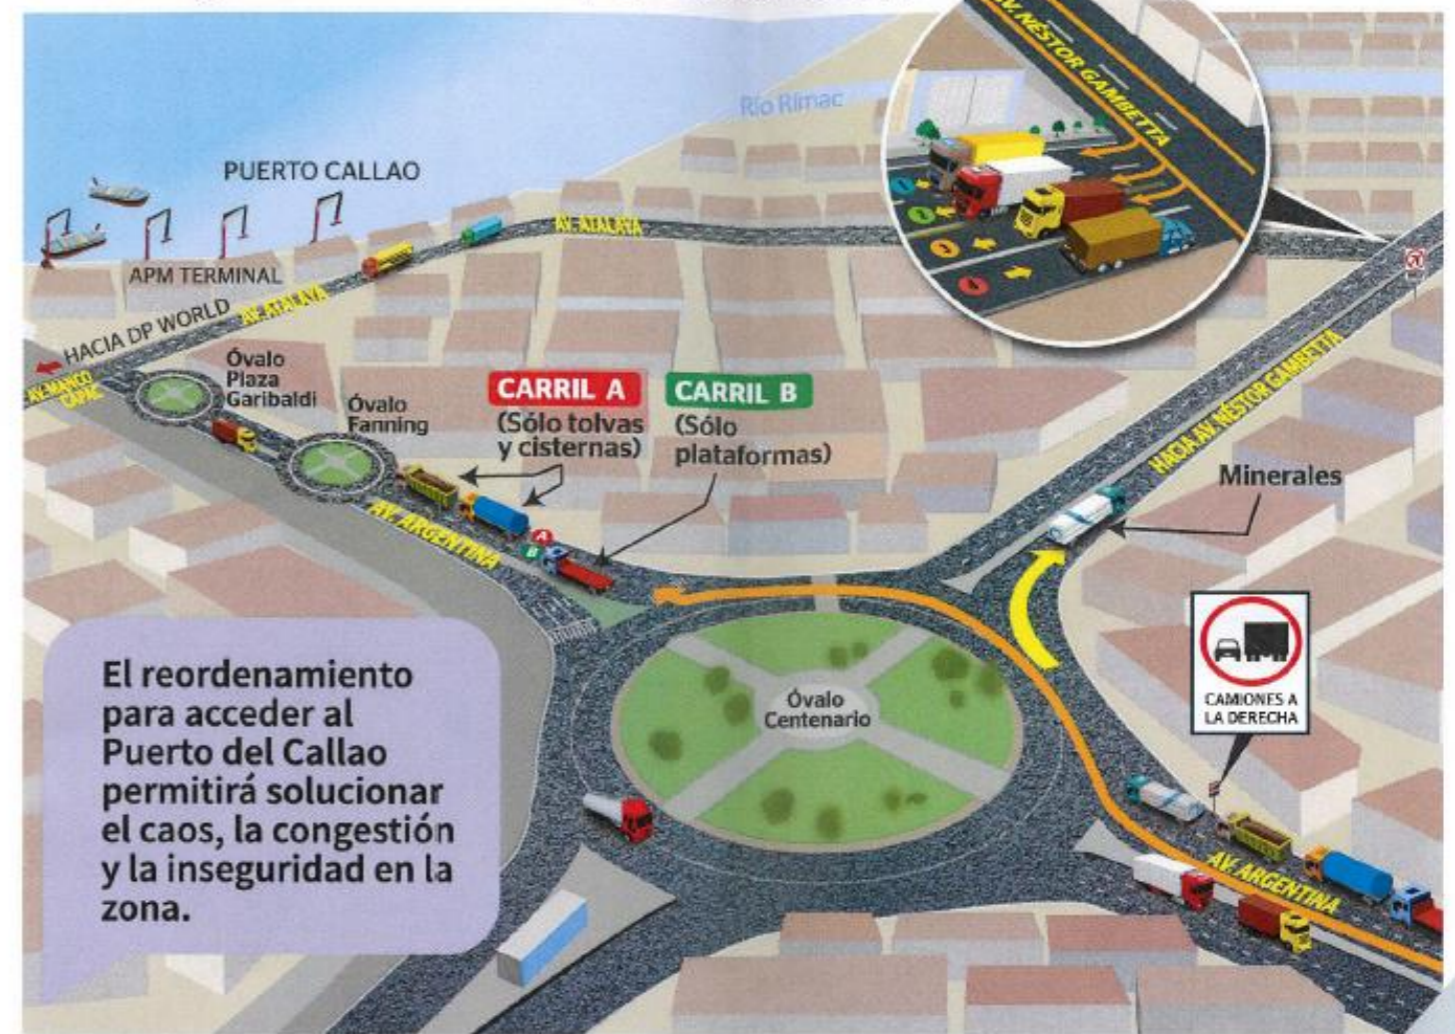 AV. NÉSTOR GAMBETTA
Río Rímac
PUERTO CALLAO
AV. ATALAYA
APM TERMINAL
AV. ATALAYA
HACIA DP WORLD
AV. MANCO
CAPAC
Óvalo
Plaza
Garibaldi
Óvalo
Fanning
CARRIL A
(Sólo tolvas
y cisternas)
CARRIL B
(Sólo
plataformas)
HACIA AV. NÉSTOR GAMBETTA
Minerales
AV. ARGENTINA
A
B
CAMIONES A
LA DERECHA
Óvalo
Centenario
AV. ARGENTINA
El reordenamiento
para acceder al
Puerto del Callao
permitirá solucionar
el caos, la congestión
y la inseguridad en la
zona.